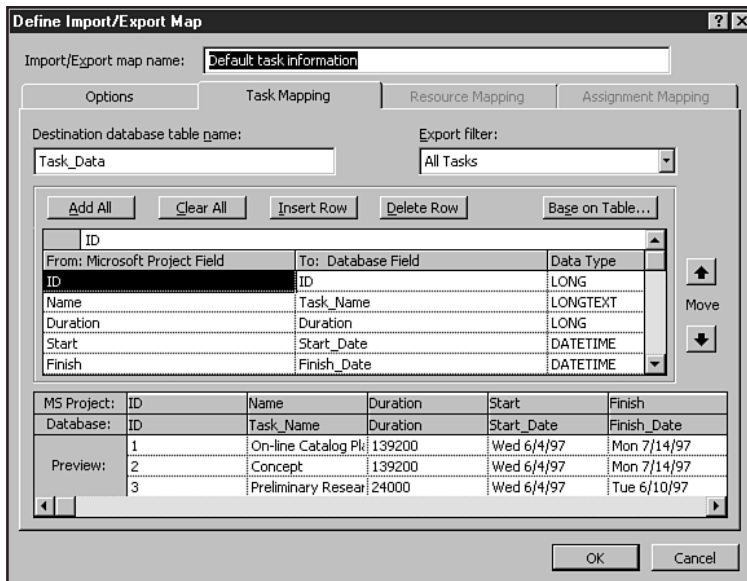 Define Import/Export Map
Import/Export map name: Default task information
Options Task Mapping Resource Mapping Assignment Mapping
Destination database table name: Export filter:
Task_Data All Tasks
Add All Clear All Insert Row Delete Row Base on Table...
ID
From: Microsoft Project Field To: Database Field Data Type
ID ID LONG
Name Task_Name LONGTEXT
Duration Duration LONG
Start Start_Date DATETIME
Finish Finish_Date DATETIME
Move
MS Project: ID Name Duration Start Finish
Database: ID Task_Name Duration Start_Date Finish_Date
Preview:
1 On-line Catalog Pl 139200 Wed 6/4/97 Mon 7/14/97
2 Concept 139200 Wed 6/4/97 Mon 7/14/97
3 Preliminary Resear 24000 Wed 6/4/97 Tue 6/10/97
OK Cancel